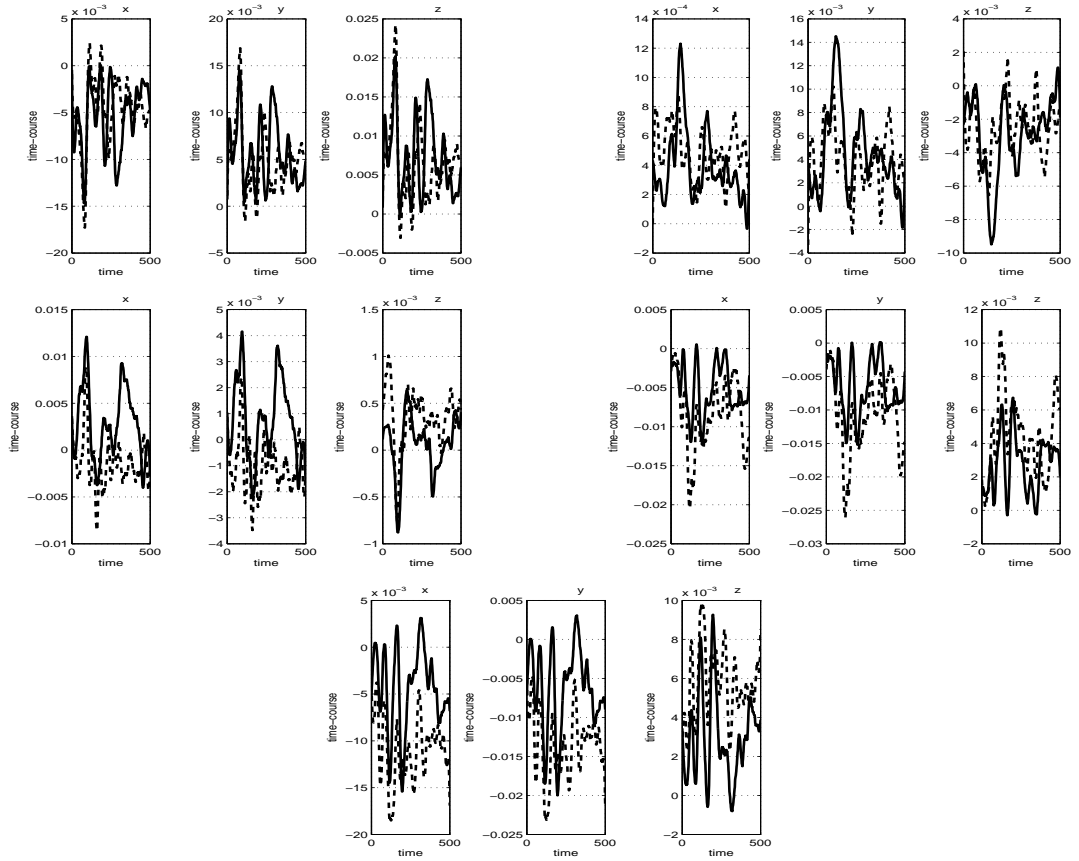 x
x 10⁻³
5
0
−5
−10
−15
−20
0
500
time
time−course
y
x 10⁻³
20
15
10
5
0
−5
0
500
time
time−course
z
0.025
0.02
0.015
0.01
0.005
0
−0.005
0
500
time
time−course
x
x 10⁻⁴
14
12
10
8
6
4
2
0
−2
0
500
time
time−course
y
x 10⁻³
16
14
12
10
8
6
4
2
0
−2
−4
0
500
time
time−course
z
x 10⁻³
4
2
0
−2
−4
−6
−8
−10
0
500
time
time−course
x
0.015
0.01
0.005
0
−0.005
−0.01
0
500
time
time−course
y
x 10⁻³
5
4
3
2
1
0
−1
−2
−3
−4
0
500
time
time−course
z
x 10⁻³
1.5
1
0.5
0
−0.5
−1
0
500
time
time−course
x
0.005
0
−0.005
−0.01
−0.015
−0.02
−0.025
0
500
time
time−course
y
0.005
0
−0.005
−0.01
−0.015
−0.02
−0.025
−0.03
0
500
time
time−course
z
x 10⁻³
12
10
8
6
4
2
0
−2
0
500
time
time−course
x
x 10⁻³
5
0
−5
−10
−15
−20
0
500
time
time−course
y
0.005
0
−0.005
−0.01
−0.015
−0.02
−0.025
0
500
time
time−course
z
x 10⁻³
10
8
6
4
2
0
−2
0
500
time
time−course